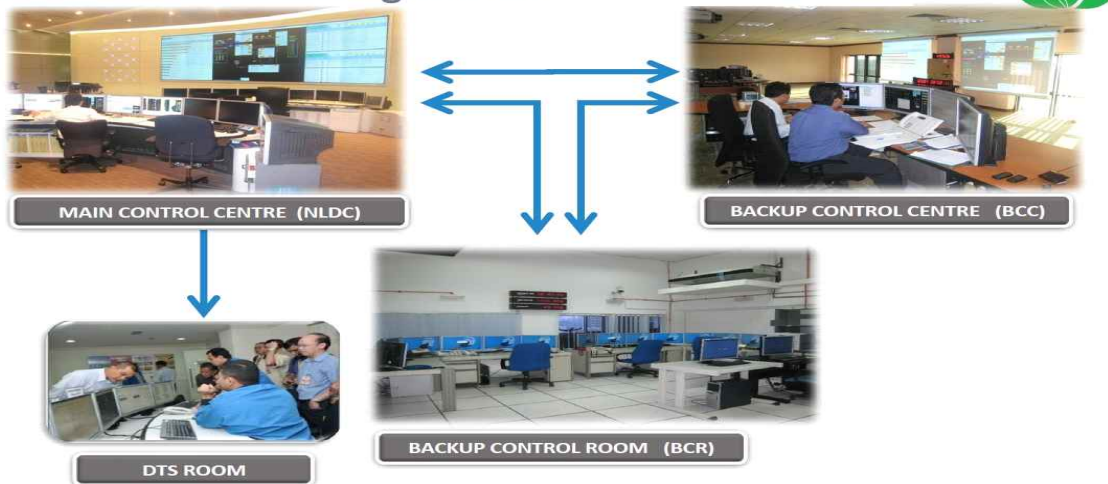 MAIN CONTROL CENTRE (NLDC)
BACKUP CONTROL CENTRE (BCC)
BACKUP CONTROL ROOM (BCR)
DTS ROOM